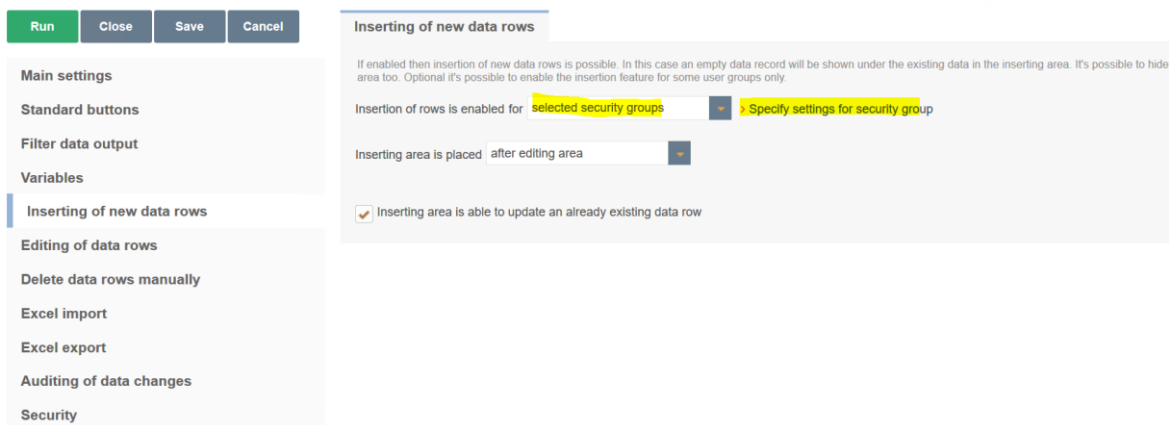 Run Close Save Cancel
Main settings
Standard buttons
Filter data output
Variables
Inserting of new data rows
Editing of data rows
Delete data rows manually
Excel import
Excel export
Auditing of data changes
Security
Inserting of new data rows
If enabled then insertion of new data rows is possible. In this case an empty data record will be shown under the existing data in the inserting area. It's possible to hide
area too. Optional it's possible to enable the insertion feature for some user groups only.
Insertion of rows is enabled for selected security groups > Specify settings for security group
Inserting area is placed after editing area
Inserting area is able to update an already existing data row